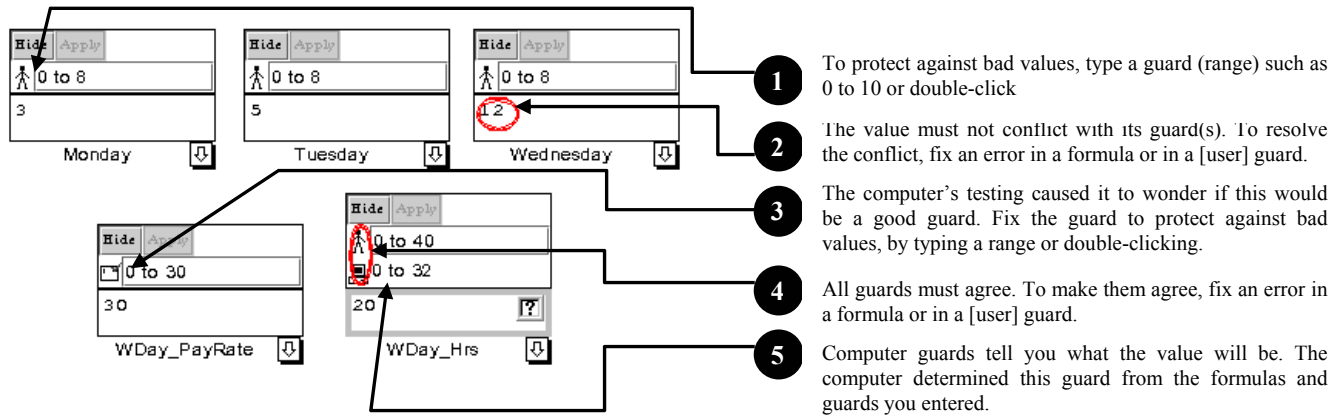 Hide Apply
0 to 8
3
Monday
Hide Apply
0 to 8
5
Tuesday
Hide Apply
0 to 8
12
Wednesday
Hide Apply
0 to 30
30
WDay_PayRate
Hide Apply
0 to 40
0 to 32
20 ?
WDay_Hrs
1
To protect against bad values, type a guard (range) such as
0 to 10 or double-click
2
The value must not conflict with its guard(s). To resolve
the conflict, fix an error in a formula or in a [user] guard.
3
The computer’s testing caused it to wonder if this would
be a good guard. Fix the guard to protect against bad
values, by typing a range or double-clicking.
4
All guards must agree. To make them agree, fix an error in
a formula or in a [user] guard.
5
Computer guards tell you what the value will be. The
computer determined this guard from the formulas and
guards you entered.